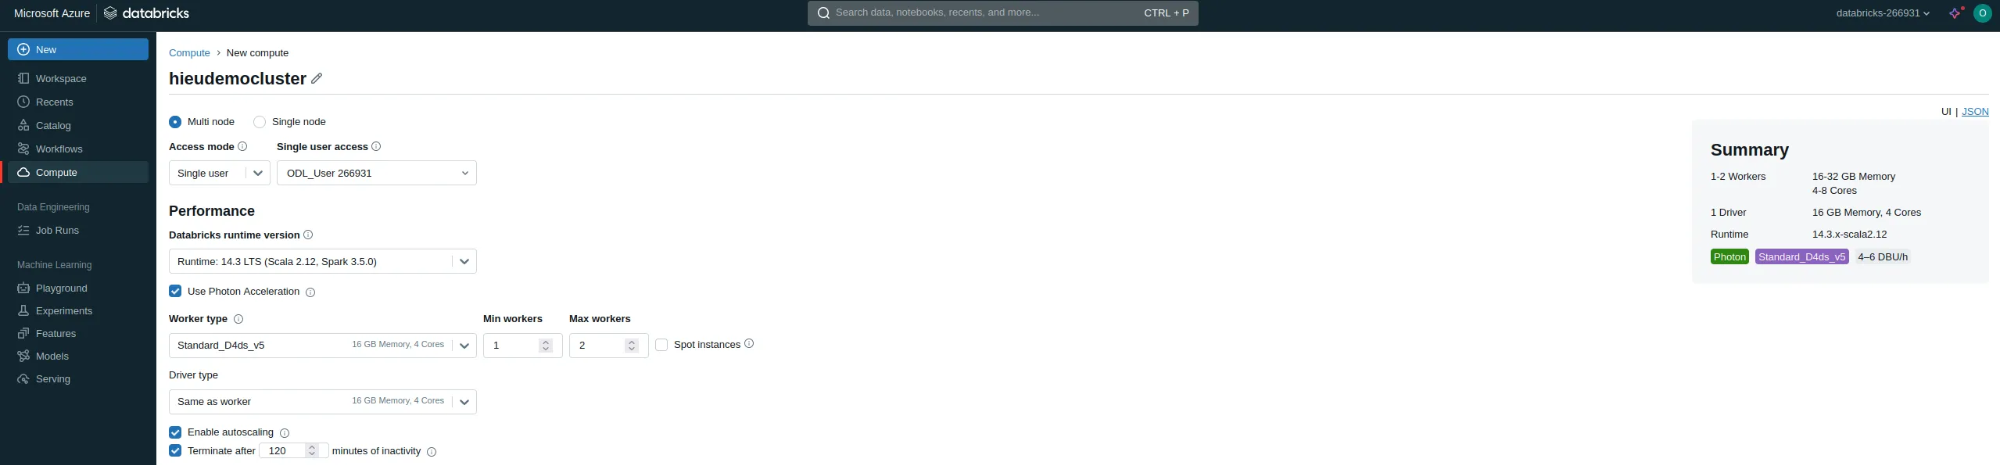 Microsoft Azure databricks Search data, notebooks, recents, and more... CTRL + P databricks-266931 O
New
Workspace
Recents
Catalog
Workflows
Compute
Data Engineering
Job Runs
Machine Learning
Playground
Experiments
Features
Models
Serving
Compute > New compute
hieudemocluster
Multi node Single node
Access mode Single user access
Single user ODL_User 266931
Performance
Databricks runtime version
Runtime: 14.3 LTS (Scala 2.12, Spark 3.5.0)
Use Photon Acceleration
Worker type Min workers Max workers
Standard_D4ds_v5 16 GB Memory, 4 Cores 1 2 Spot instances
Driver type
Same as worker 16 GB Memory, 4 Cores
Enable autoscaling
Terminate after 120 minutes of inactivity
UI | JSON
Summary
1-2 Workers 16-32 GB Memory
4-8 Cores
1 Driver 16 GB Memory, 4 Cores
Runtime 14.3.x-scala2.12
Photon Standard_D4ds_v5 4–6 DBU/h